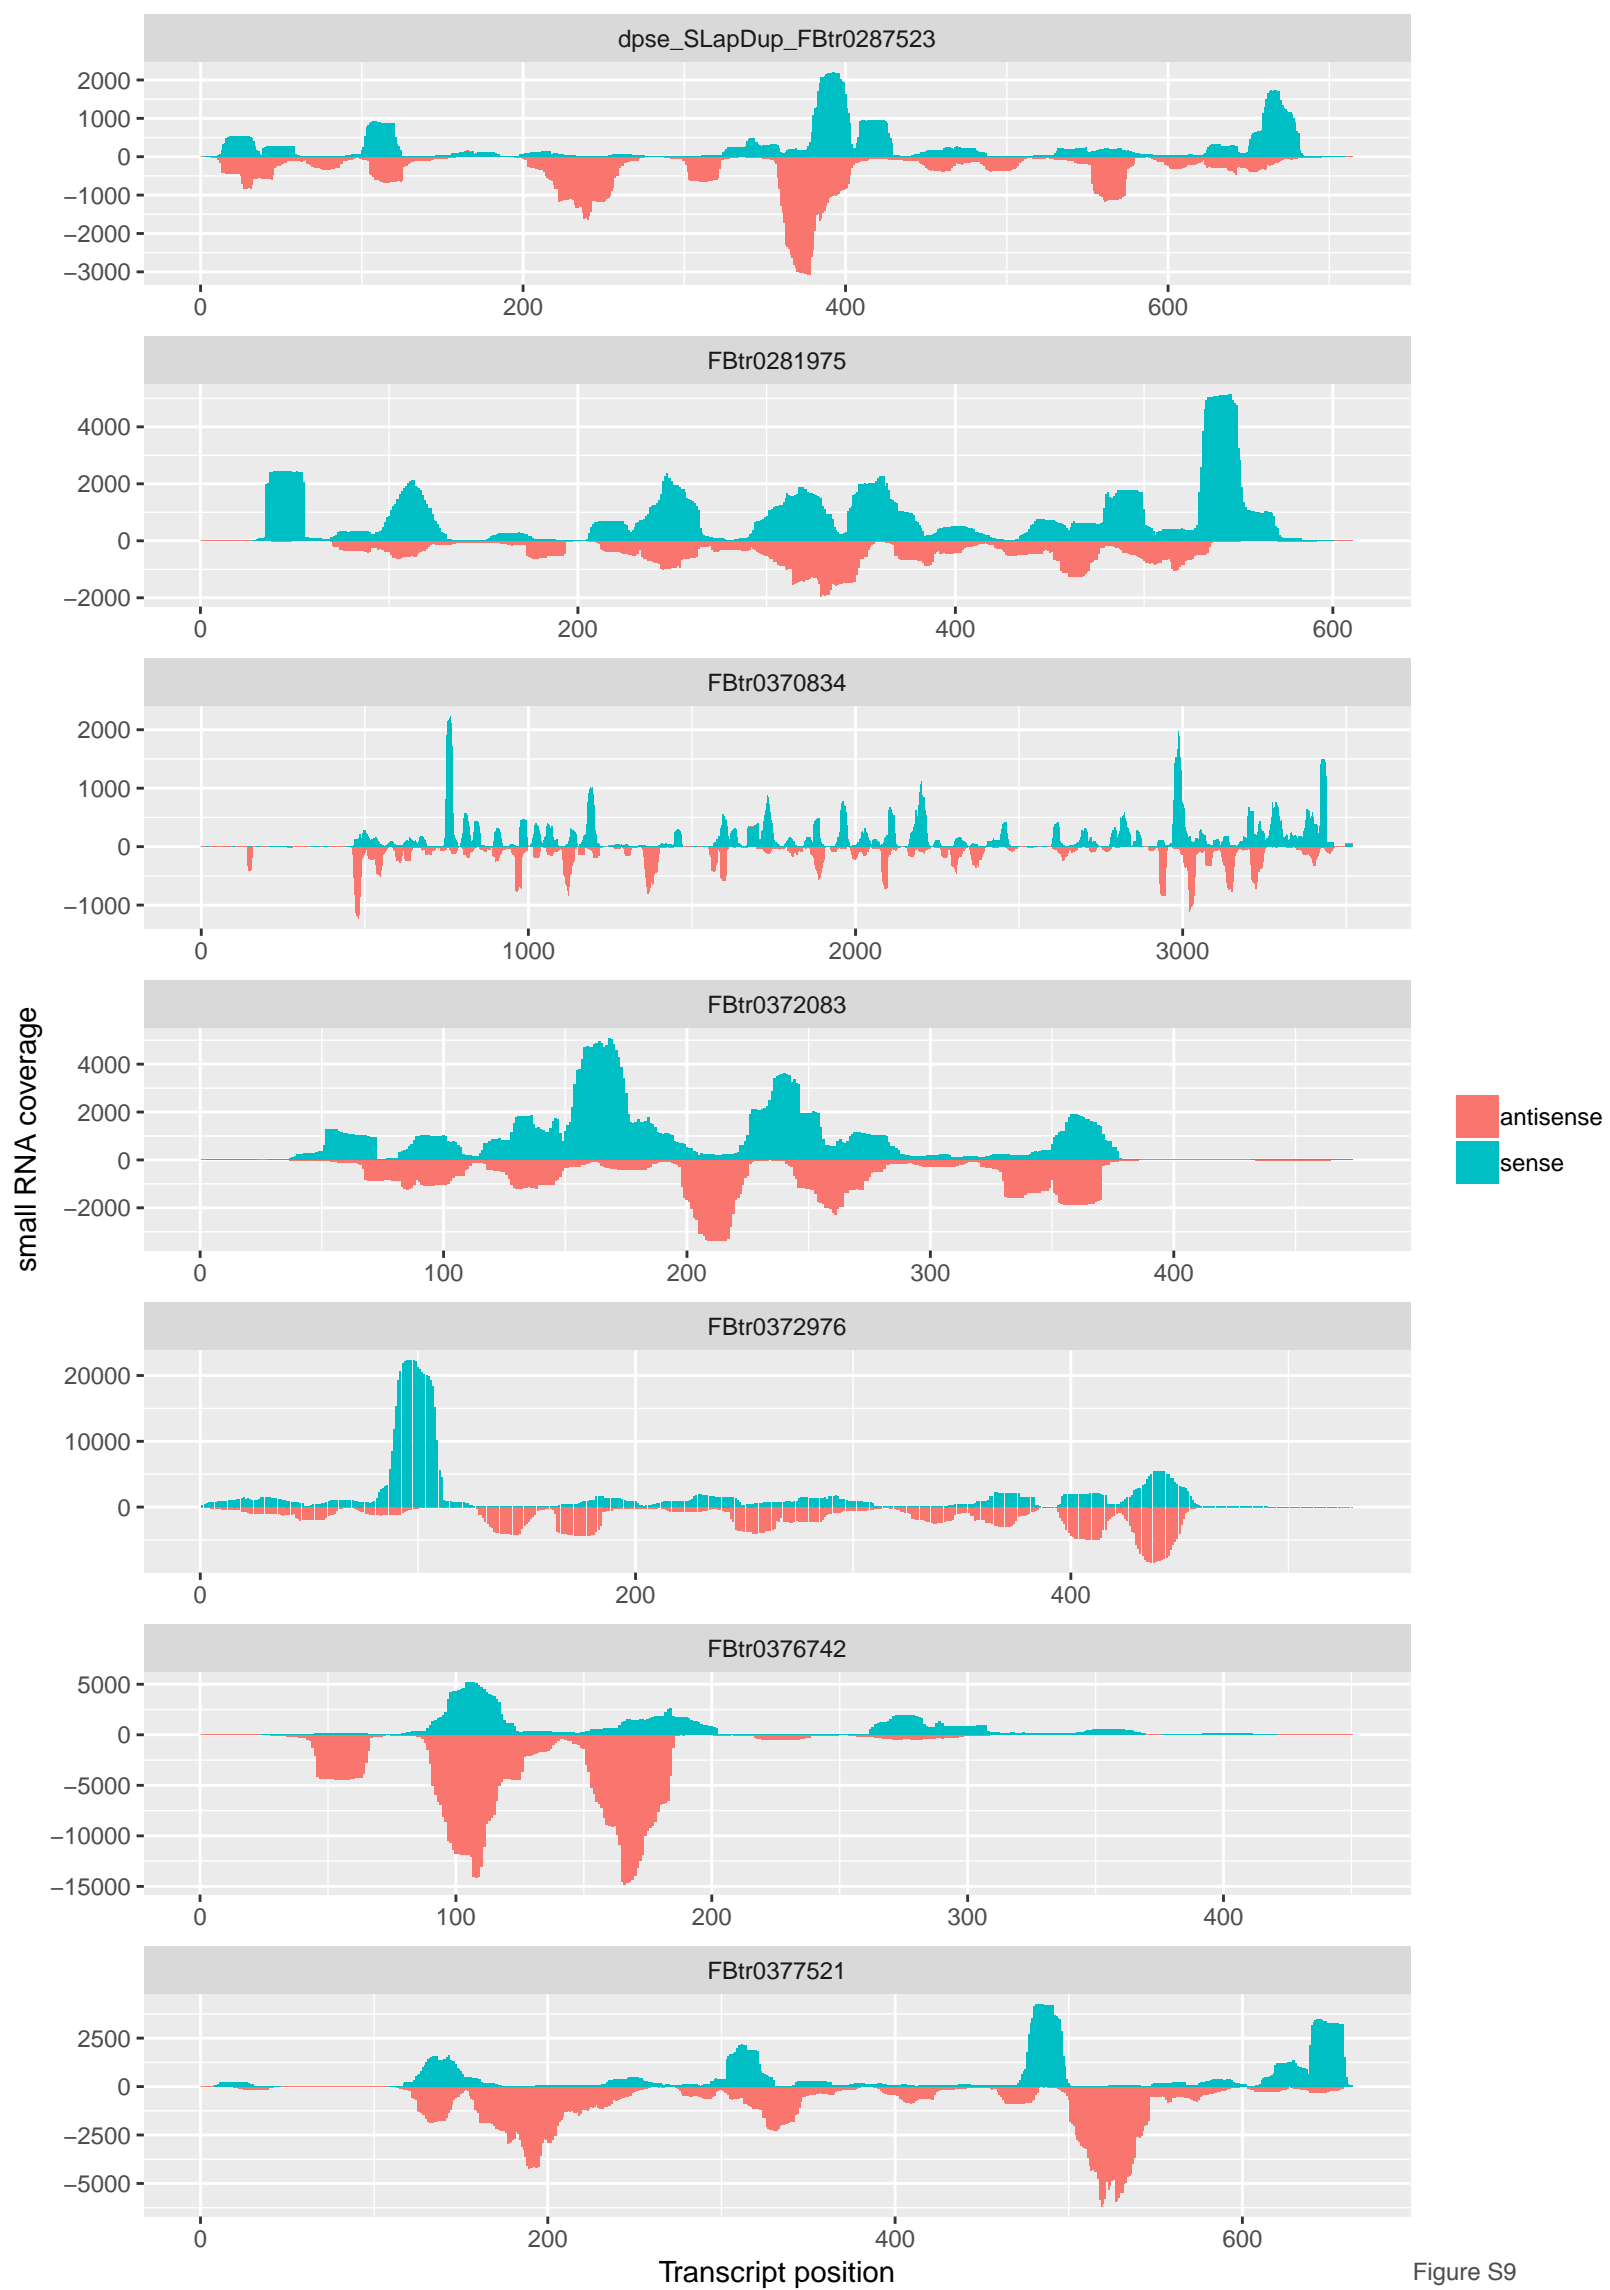 dpse_SLapDup_FBtr0287523
2000
1000
0
−1000
−2000
−3000
0 200 400 600
FBtr0281975
4000
2000
0
−2000
0 200 400 600
FBtr0370834
2000
1000
0
−1000
0 1000 2000 3000
FBtr0372083
4000
2000
0
−2000
0 100 200 300 400
FBtr0372976
20000
10000
0
0 200 400
FBtr0376742
5000
0
−5000
−10000
−15000
0 100 200 300 400
FBtr0377521
2500
0
−2500
−5000
0 200 400 600
small RNA coverage
Transcript position
antisense
sense
Figure S9